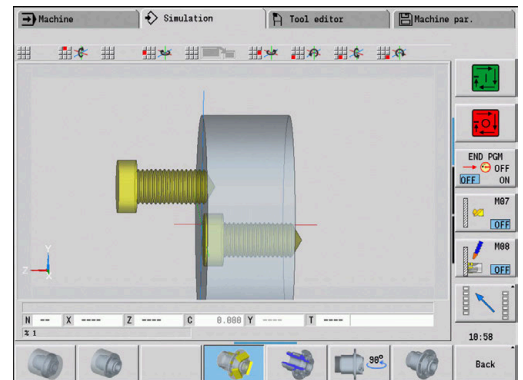 Machine
Simulation
Tool editor
Machine par.
END PGM
OFF
OFF ON
M07
OFF
M08
OFF
Y
Z
X
N -- X ---- Z ---- C 0.000 Y ---- T ----
% 1
10:58
90°
Back